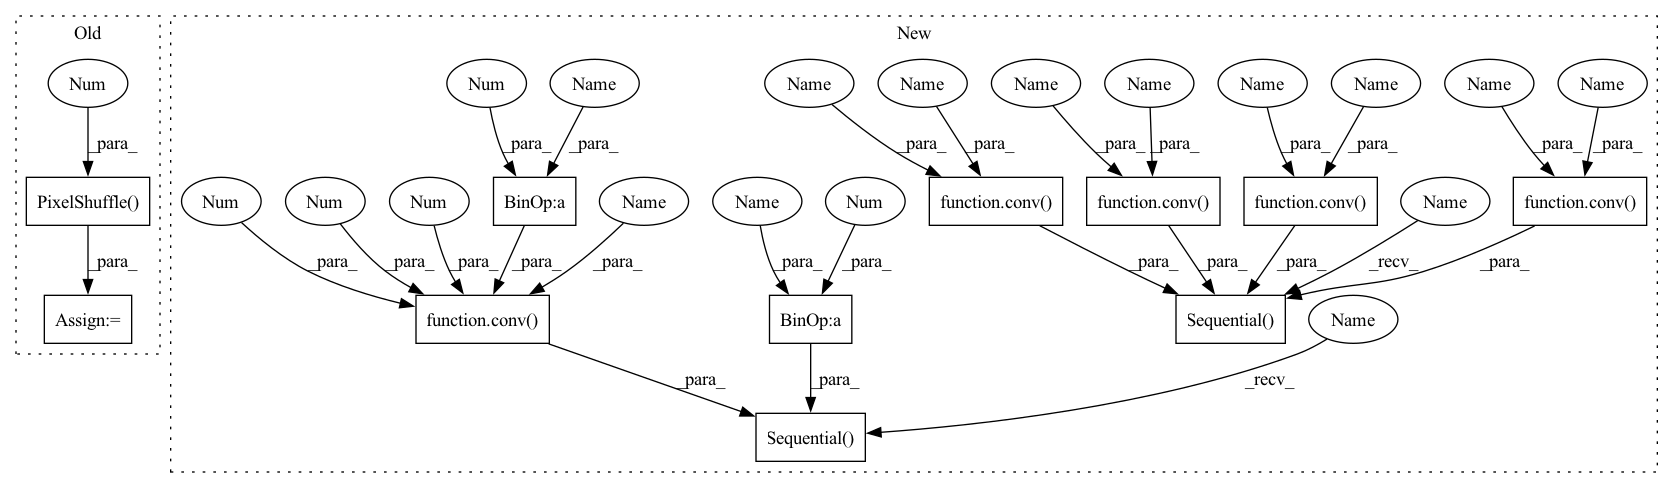 Old
New
Num
Num
Name
Name
Name
Name
Name
Name
Name
Name
Name
_para_
_para_
_para_
_para_
_para_
_para_
_para_
_para_
_para_
_para_
_para_
PixelShuffle()
Num
Num
Num
BinOp:a
Name
Name
Num
function.conv()
function.conv()
function.conv()
Name
function.conv()
_para_
_para_
_para_
_para_
_para_
_para_
_para_
_para_
_para_
_para_
_para_
_recv_
_para_
Assign:=
function.conv()
BinOp:a
Sequential()
Name
_para_
_para_
_recv_
Sequential()